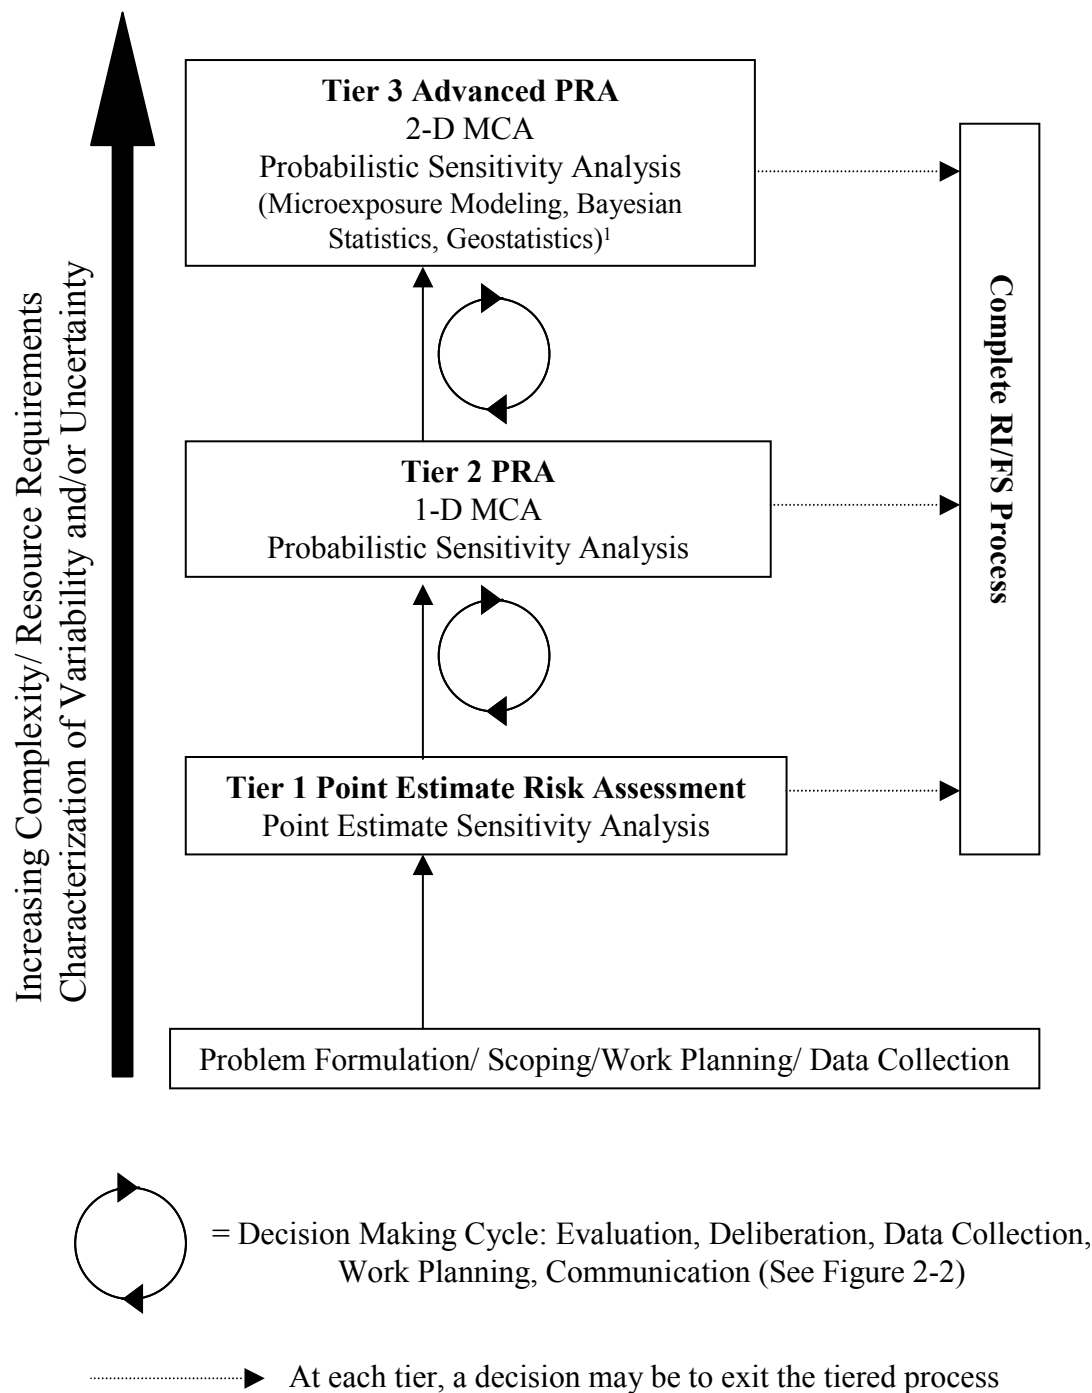 Tier 3 Advanced PRA
2-D MCA
Probabilistic Sensitivity Analysis
(Microexposure Modeling, Bayesian
Statistics, Geostatistics)¹
Increasing Complexity/ Resource Requirements
Characterization of Variability and/or Uncertainty
Complete RI/FS Process
Tier 2 PRA
1-D MCA
Probabilistic Sensitivity Analysis
Tier 1 Point Estimate Risk Assessment
Point Estimate Sensitivity Analysis
Problem Formulation/ Scoping/Work Planning/ Data Collection
= Decision Making Cycle: Evaluation, Deliberation, Data Collection,
Work Planning, Communication (See Figure 2-2)
At each tier, a decision may be to exit the tiered process